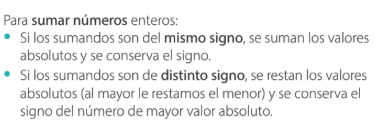 Para sumar números enteros:
• Si los sumandos son del mismo signo, se suman los valores
absolutos y se conserva el signo.
• Si los sumandos son de distinto signo, se restan los valores
absolutos (al mayor le restamos el menor) y se conserva el
signo del número de mayor valor absoluto.